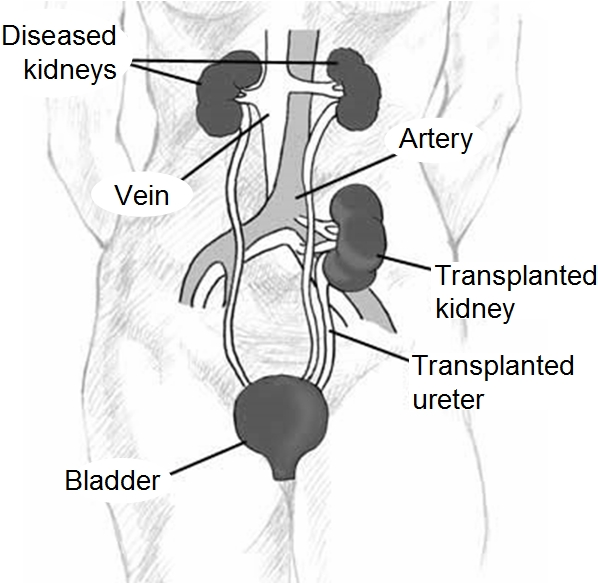 Diseased
kidneys
Artery
Vein
Transplanted
kidney
Transplanted
ureter
Bladder